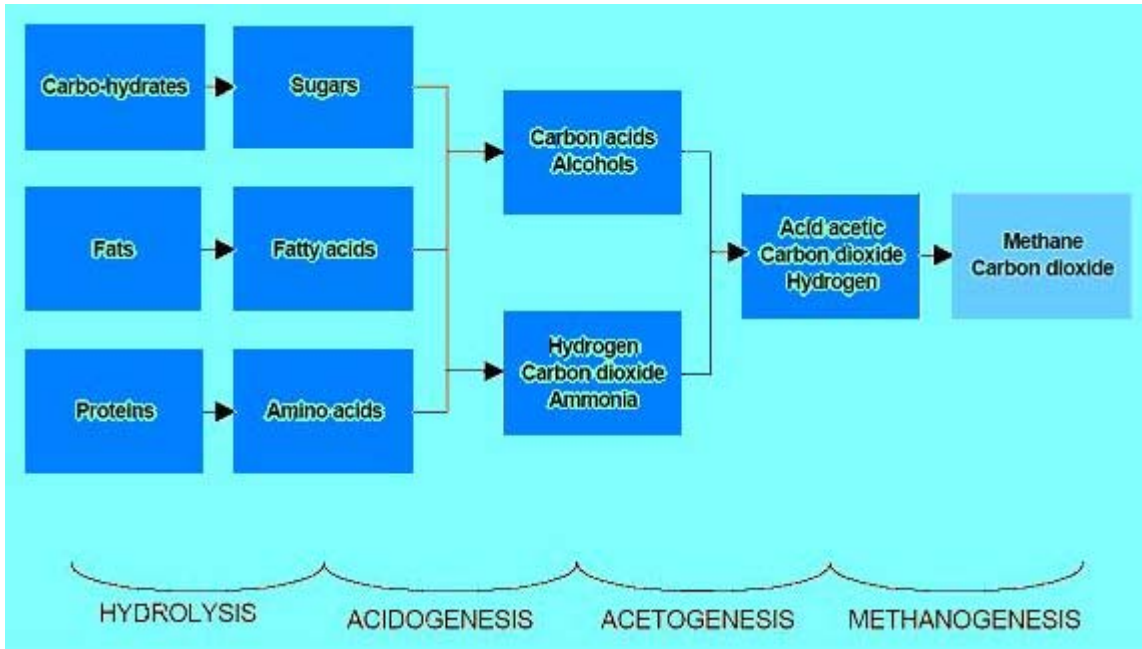 Carbo-hydrates
Sugars
Carbon acids
Alcohols
Fats
Fatty acids
Acid acetic
Carbon dioxide
Hydrogen
Methane
Carbon dioxide
Hydrogen
Carbon dioxide
Ammonia
Proteins
Amino acids
HYDROLYSIS
ACIDOGENESIS
ACETOGENESIS
METHANOGENESIS